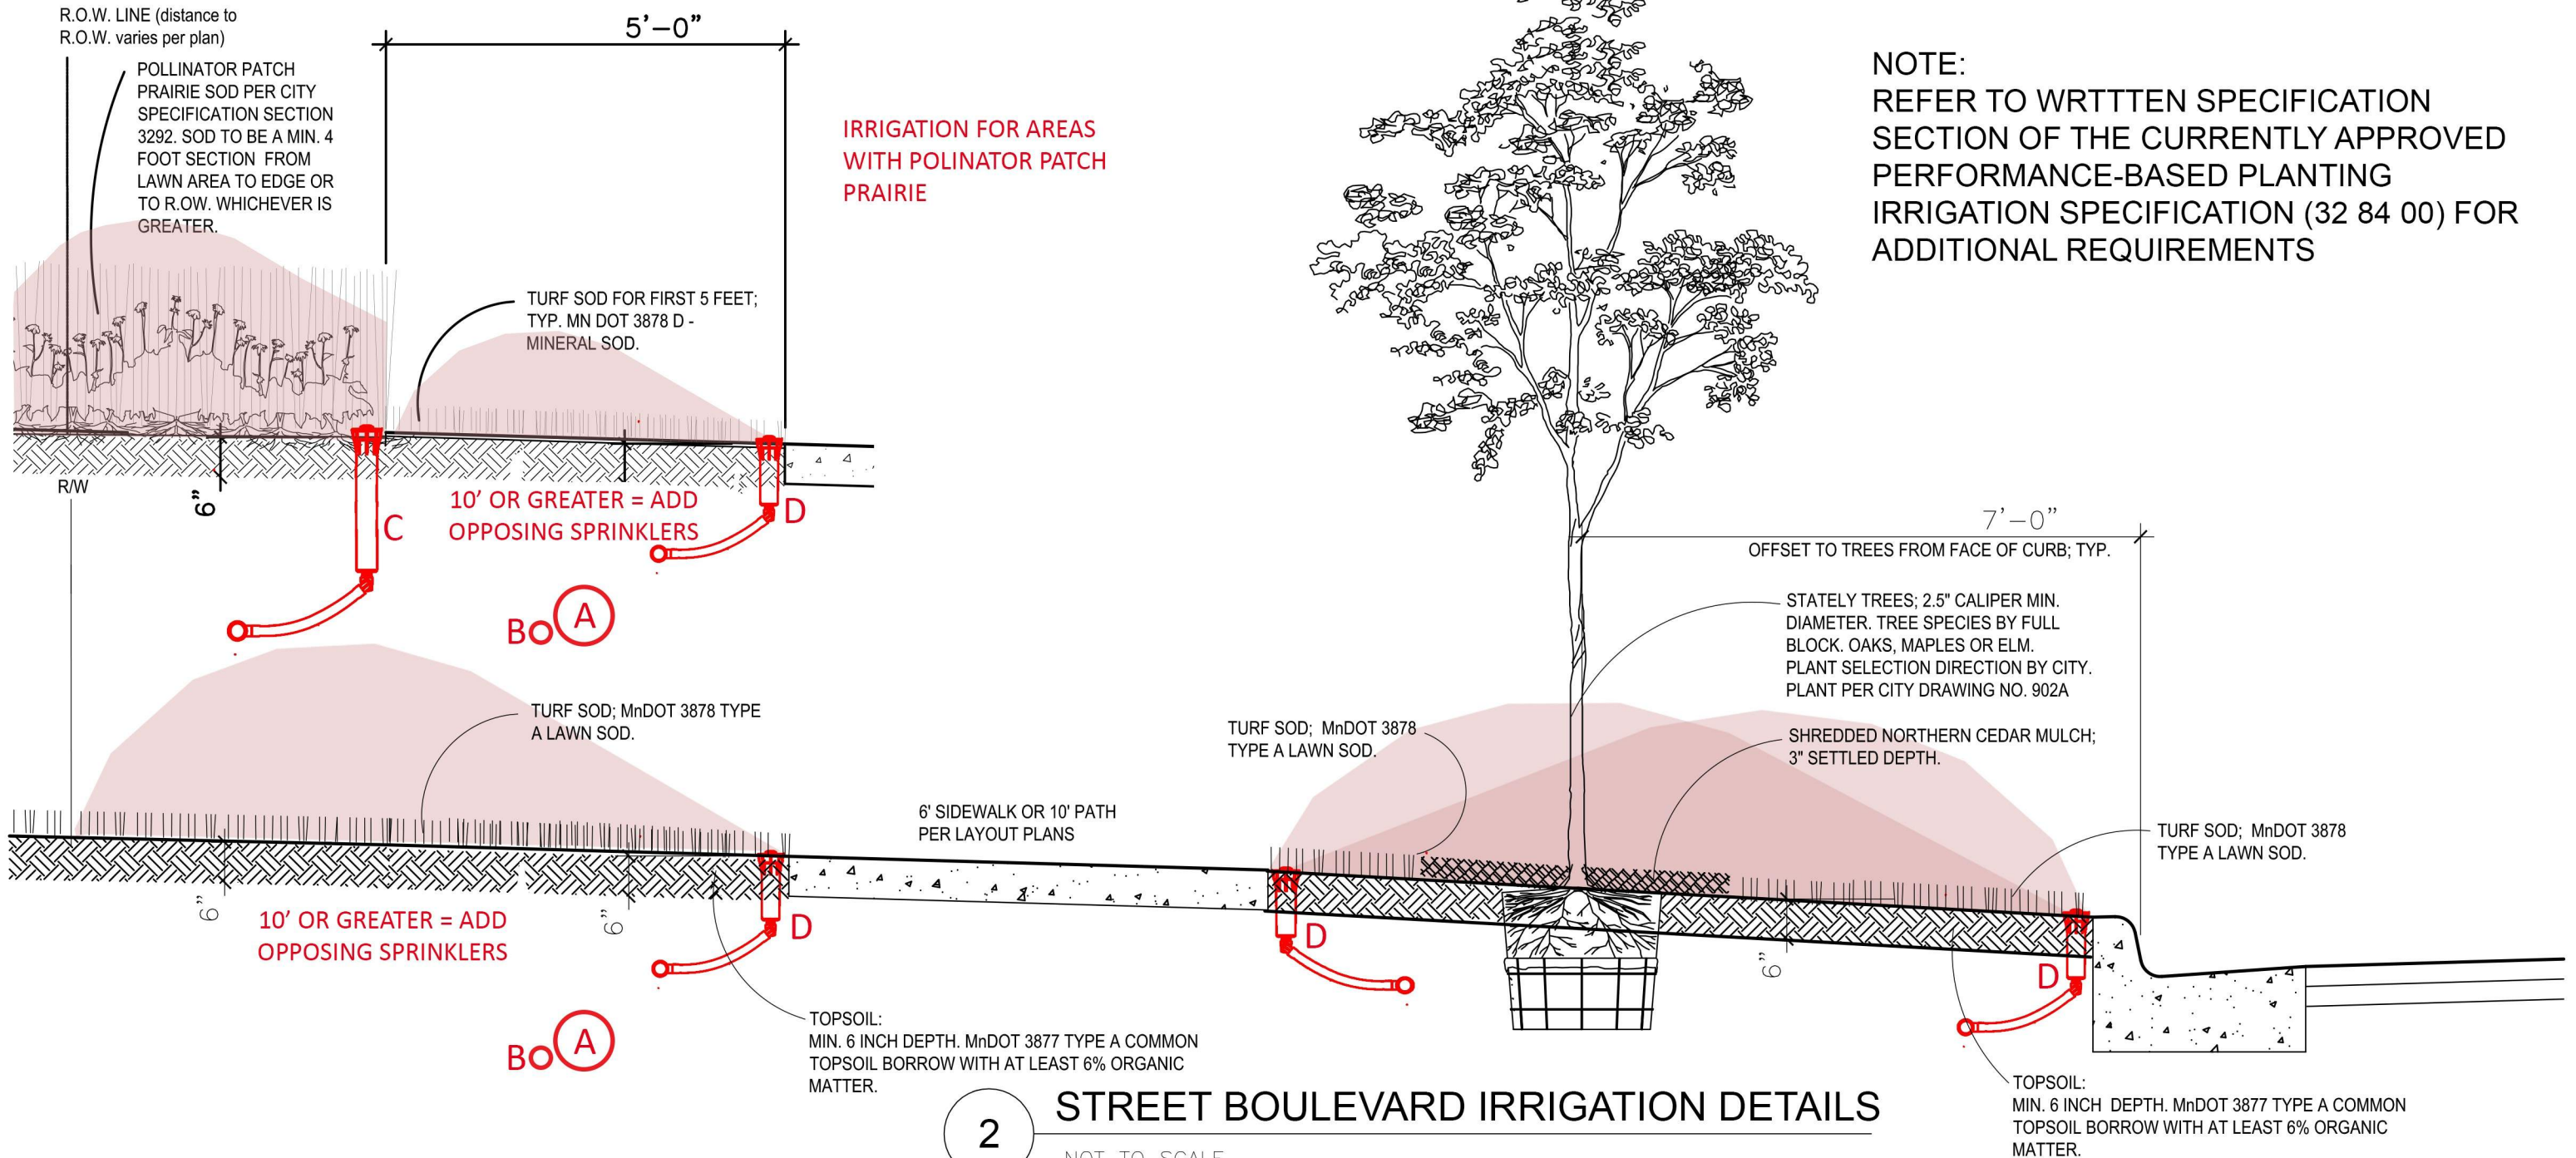 R.O.W. LINE (distance to
R.O.W. varies per plan)
POLLINATOR PATCH
PRAIRIE SOD PER CITY
SPECIFICATION SECTION
3292. SOD TO BE A MIN. 4
FOOT SECTION FROM
LAWN AREA TO EDGE OR
TO R.OW. WHICHEVER IS
GREATER.
5'-0"
IRRIGATION FOR AREAS
WITH POLINATOR PATCH
PRAIRIE
NOTE:
REFER TO WRTTTEN SPECIFICATION
SECTION OF THE CURRENTLY APPROVED
PERFORMANCE-BASED PLANTING
IRRIGATION SPECIFICATION (32 84 00) FOR
ADDITIONAL REQUIREMENTS
TURF SOD FOR FIRST 5 FEET;
TYP. MN DOT 3878 D -
MINERAL SOD.
R/W
6"
C
10' OR GREATER = ADD
OPPOSING SPRINKLERS
D
B
A
7'-0"
OFFSET TO TREES FROM FACE OF CURB; TYP.
STATELY TREES; 2.5" CALIPER MIN.
DIAMETER. TREE SPECIES BY FULL
BLOCK. OAKS, MAPLES OR ELM.
PLANT SELECTION DIRECTION BY CITY.
PLANT PER CITY DRAWING NO. 902A
TURF SOD; MnDOT 3878 TYPE
A LAWN SOD.
TURF SOD; MnDOT 3878
TYPE A LAWN SOD.
SHREDDED NORTHERN CEDAR MULCH;
3" SETTLED DEPTH.
6' SIDEWALK OR 10' PATH
PER LAYOUT PLANS
TURF SOD; MnDOT 3878
TYPE A LAWN SOD.
6"
10' OR GREATER = ADD
OPPOSING SPRINKLERS
6"
D
D
6"
D
B
A
TOPSOIL:
MIN. 6 INCH DEPTH. MnDOT 3877 TYPE A COMMON
TOPSOIL BORROW WITH AT LEAST 6% ORGANIC
MATTER.
TOPSOIL:
MIN. 6 INCH DEPTH. MnDOT 3877 TYPE A COMMON
TOPSOIL BORROW WITH AT LEAST 6% ORGANIC
MATTER.
2
STREET BOULEVARD IRRIGATION DETAILS
NOT TO SCALE